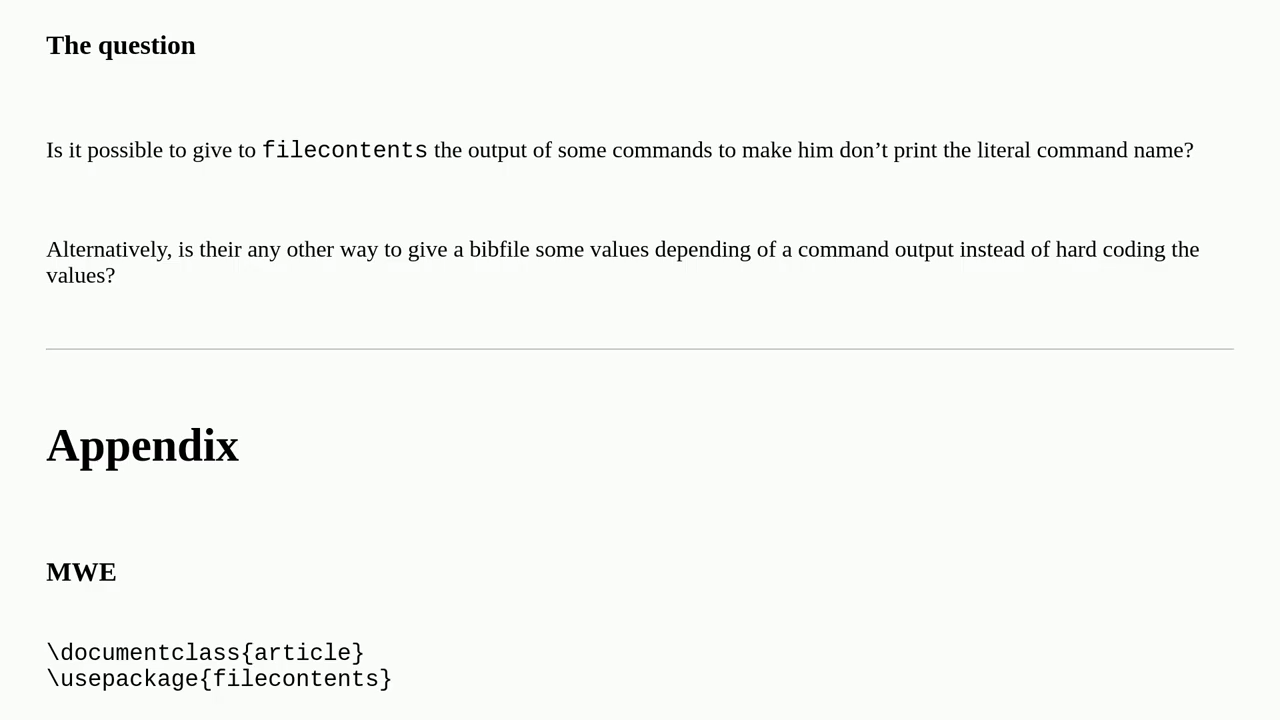 The question
Is it possible to give to filecontents the output of some commands to make him don’t print the literal command name?
Alternatively, is their any other way to give a bibfile some values depending of a command output instead of hard coding the
values?
Appendix
MWE
\documentclass{article}
\usepackage{filecontents}